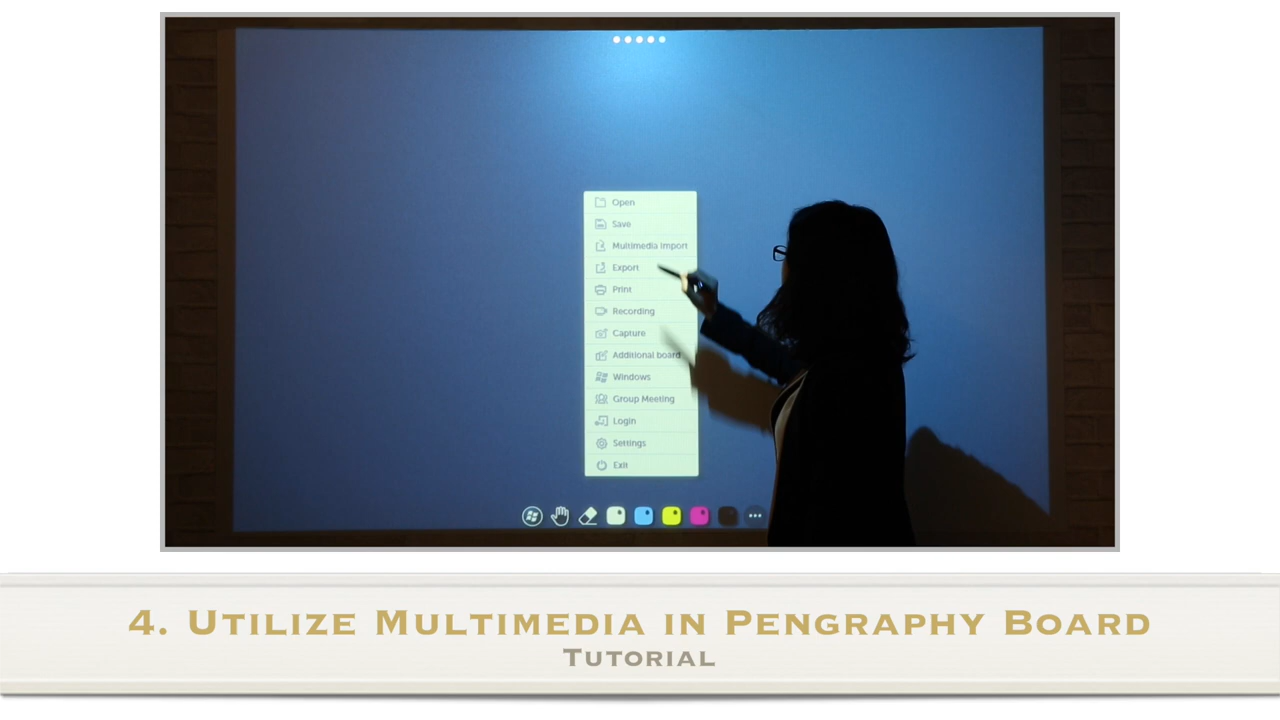 Open
Save
Multimedia Import
Export
Print
Recording
Capture
Additional board
Windows
Group Meeting
Login
Settings
Exit
4. Utilize Multimedia in Pengraphy Board
Tutorial